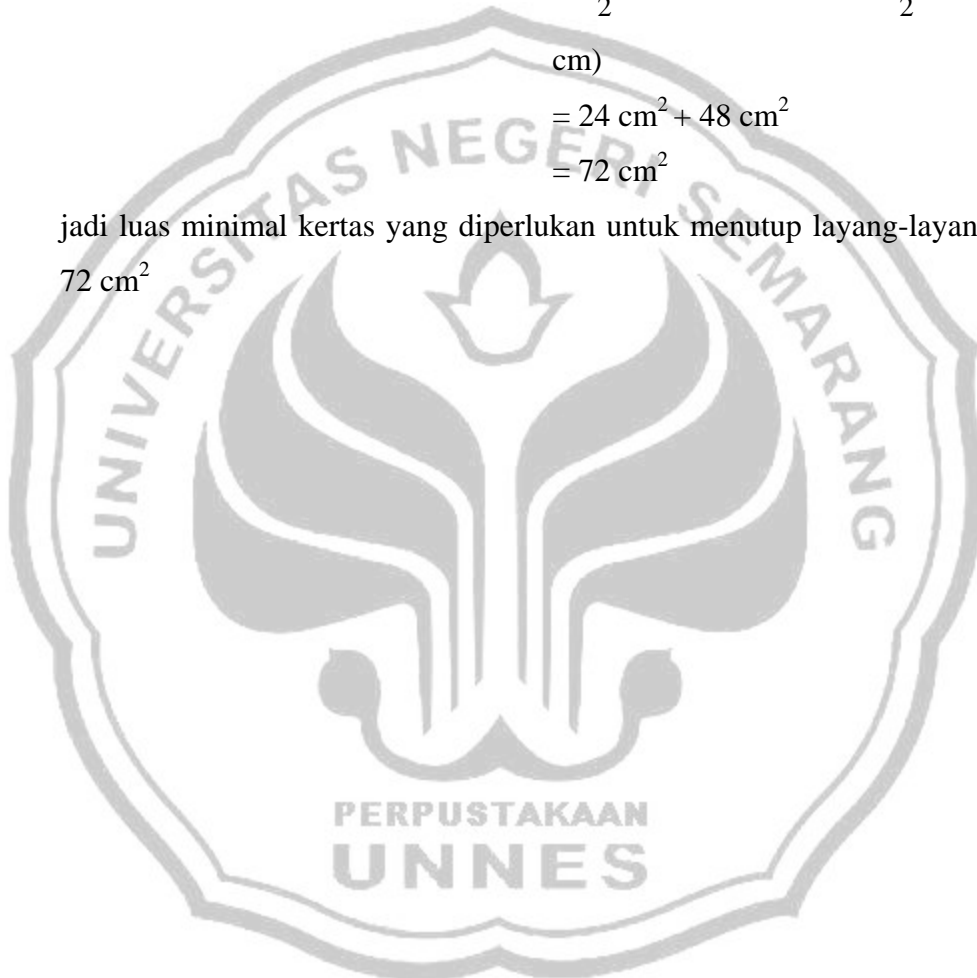 2 2
cm)
= 24 cm² + 48 cm²
= 72 cm²
jadi luas minimal kertas yang diperlukan untuk menutup layang-layan
72 cm²
UNIVERSITAS NEGERI SEMARANG
PERPUSTAKAAN
UNNES